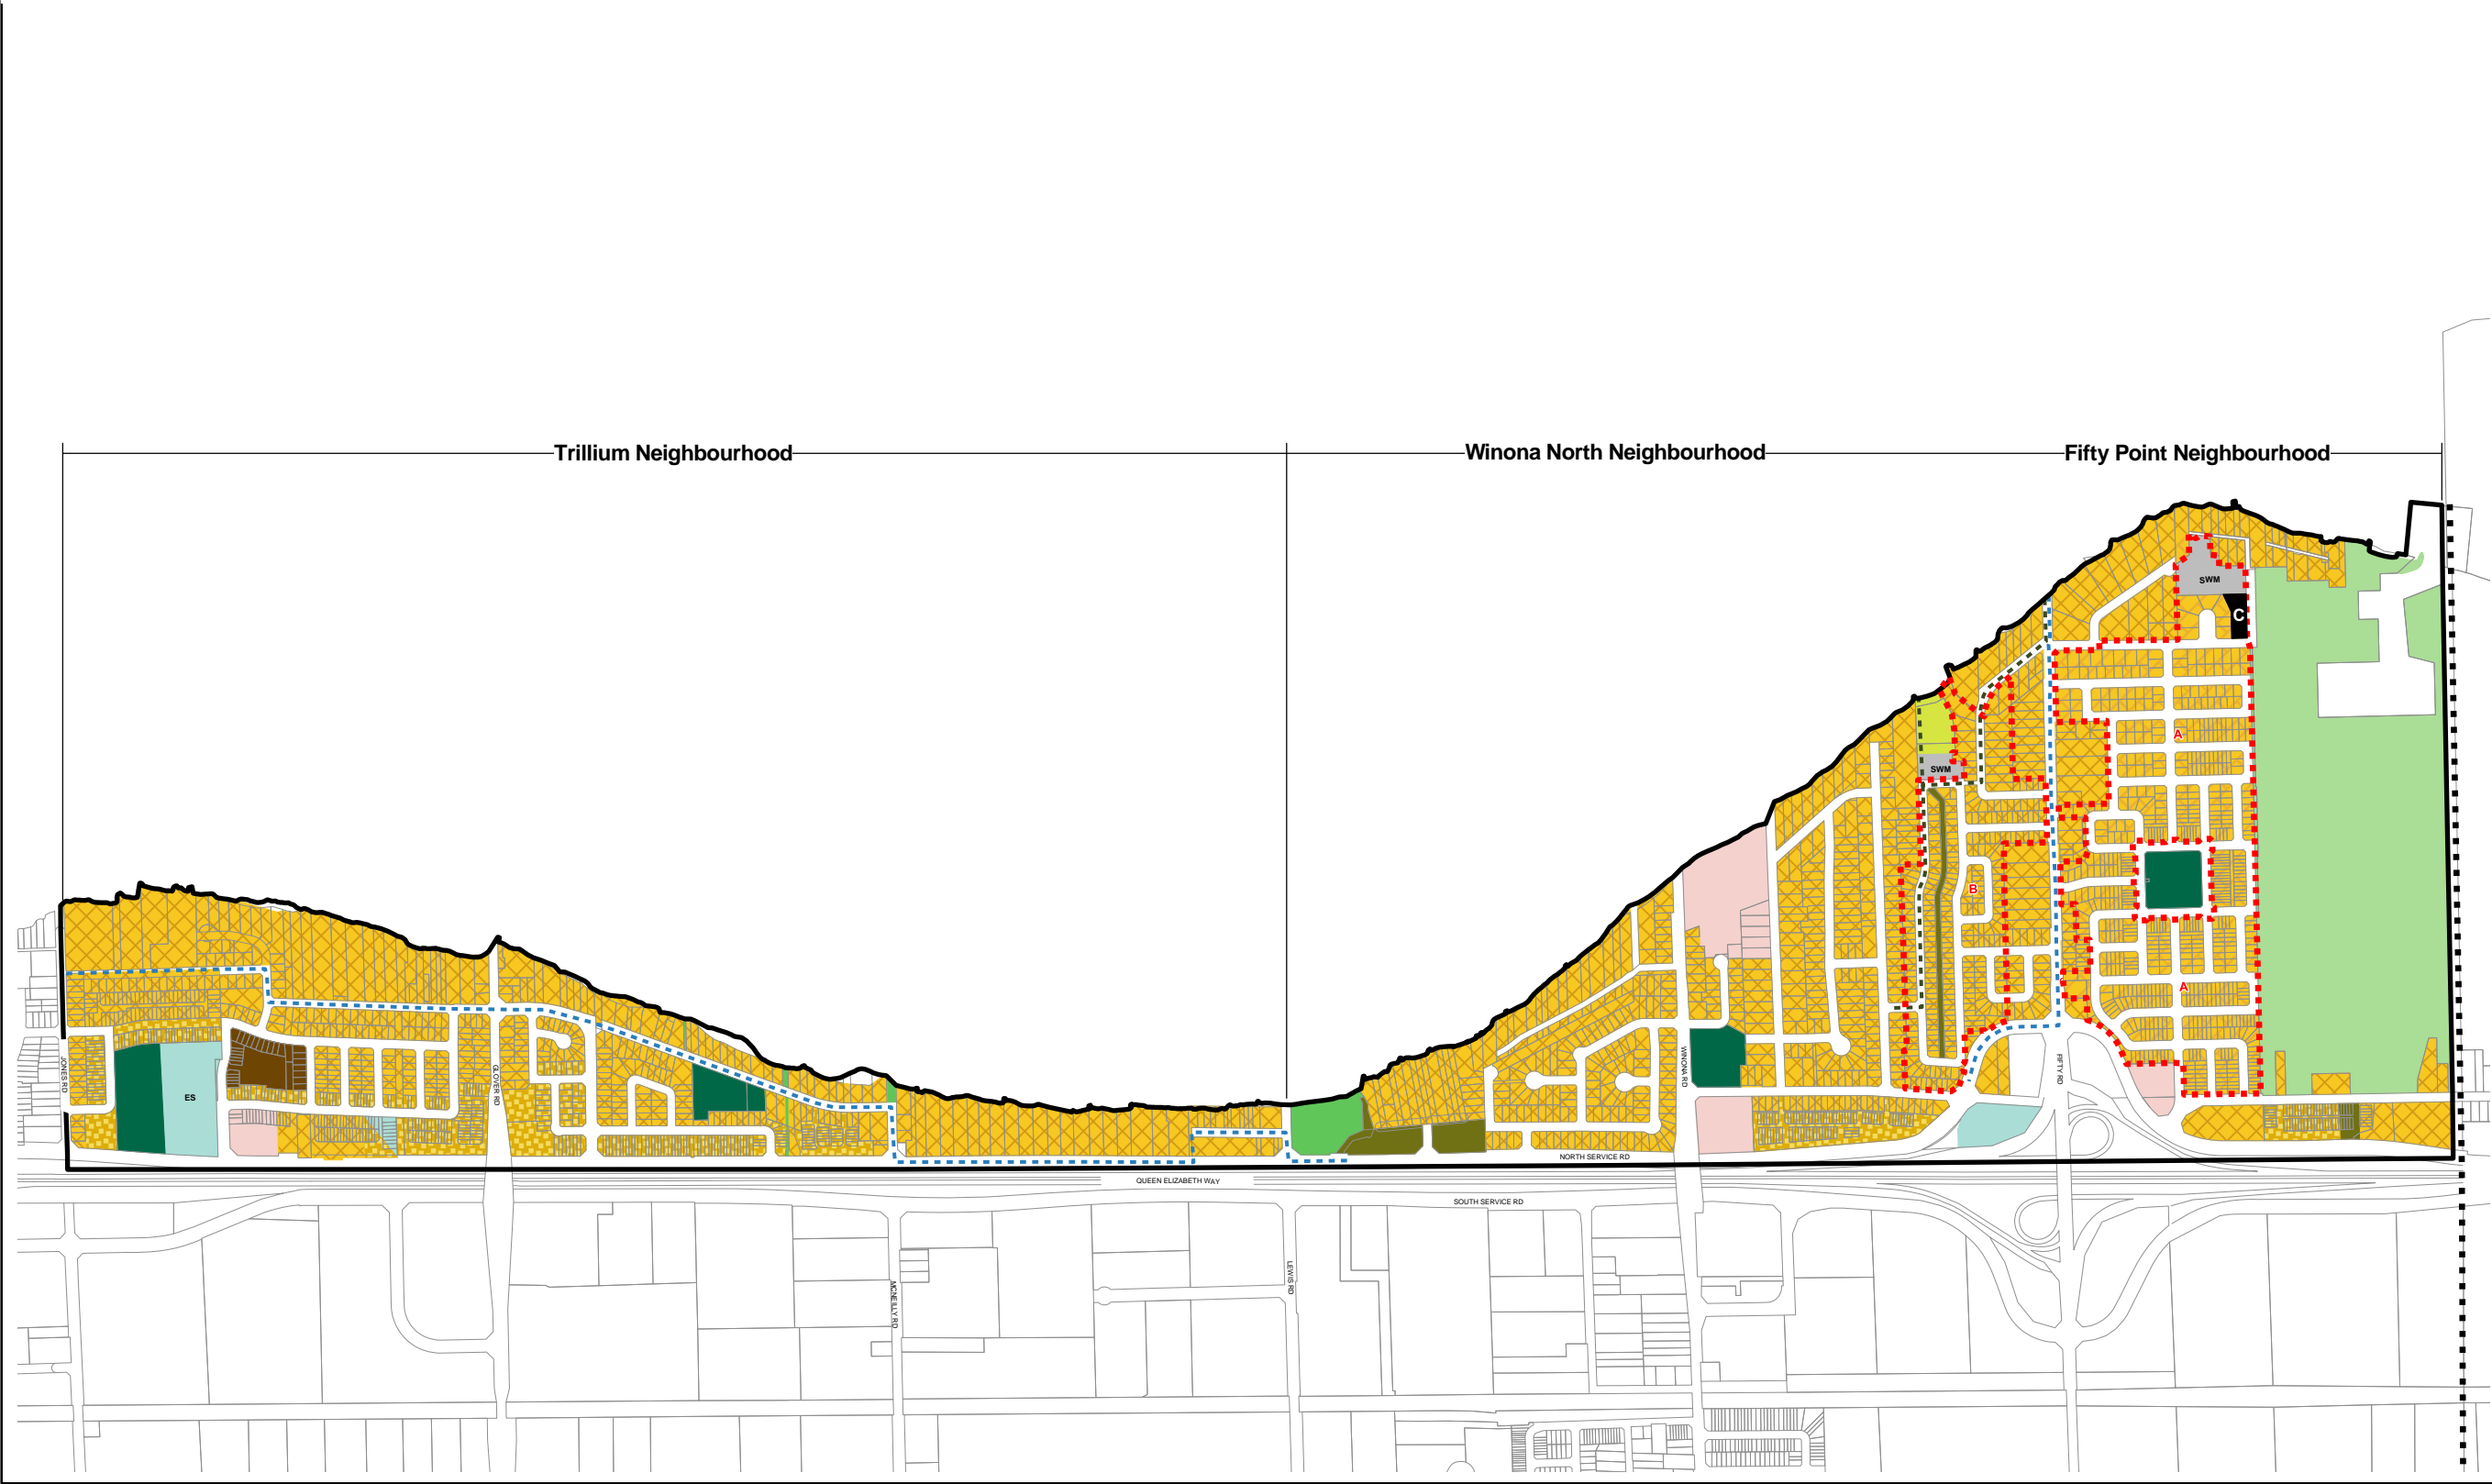 Trillium Neighbourhood
Winona North Neighbourhood
Fifty Point Neighbourhood
SWM
C
A
SWM
B
A
JONES RD
ES
GLOVER RD
WINONA RD
FIFTY RD
NORTH SERVICE RD
QUEEN ELIZABETH WAY
SOUTH SERVICE RD
MCNEILLY RD
LEWIS RD